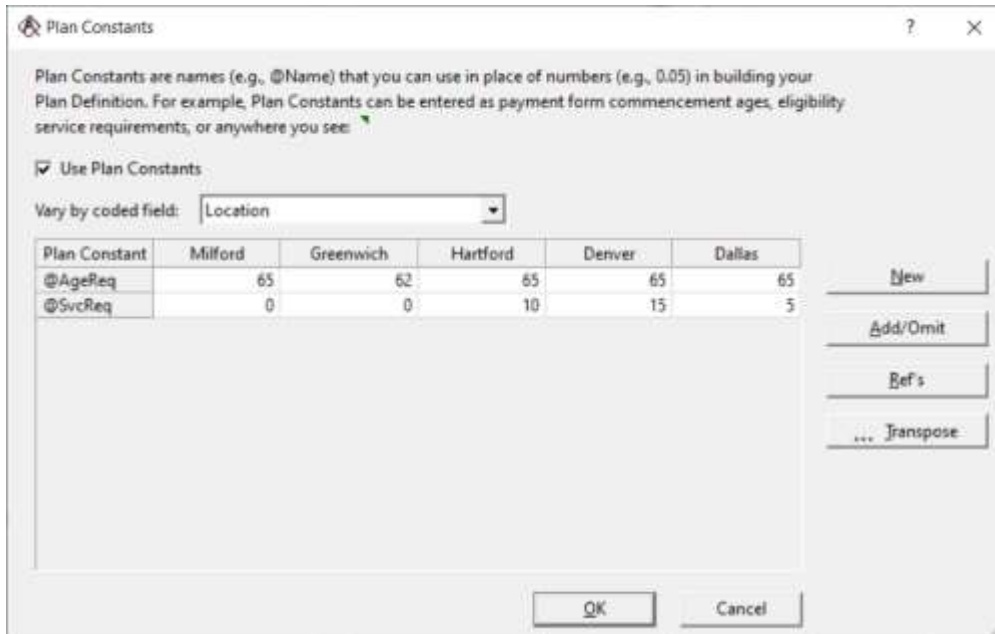 Plan Constants
?
Plan Constants are names (e.g., @Name) that you can use in place of numbers (e.g., 0.05) in building your
Plan Definition. For example, Plan Constants can be entered as payment form commencement ages, eligibility
service requirements, or anywhere you see:
Use Plan Constants
Vary by coded field: Location
Plan Constant Milford Greenwich Hartford Denver Dallas
@AgeReq 65 62 65 65 65
@SvcReq 0 0 10 15 5
New
Add/Omit
Ref's
... Transpose
OK Cancel